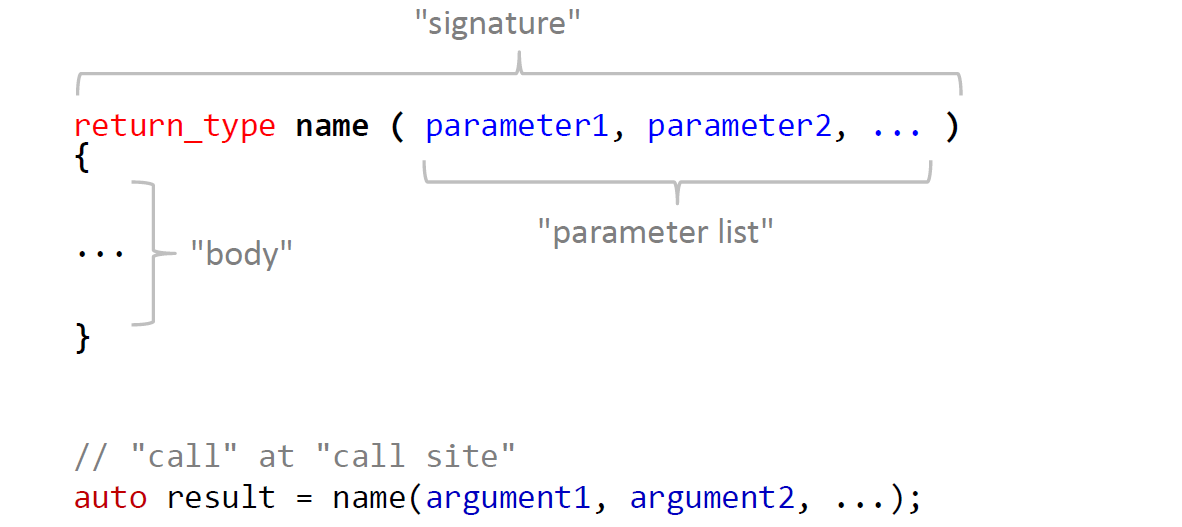 "signature"
return_type name ( parameter1, parameter2, ... )
{
"parameter list"
... "body"
}
// "call" at "call site"
auto result = name(argument1, argument2, ...);